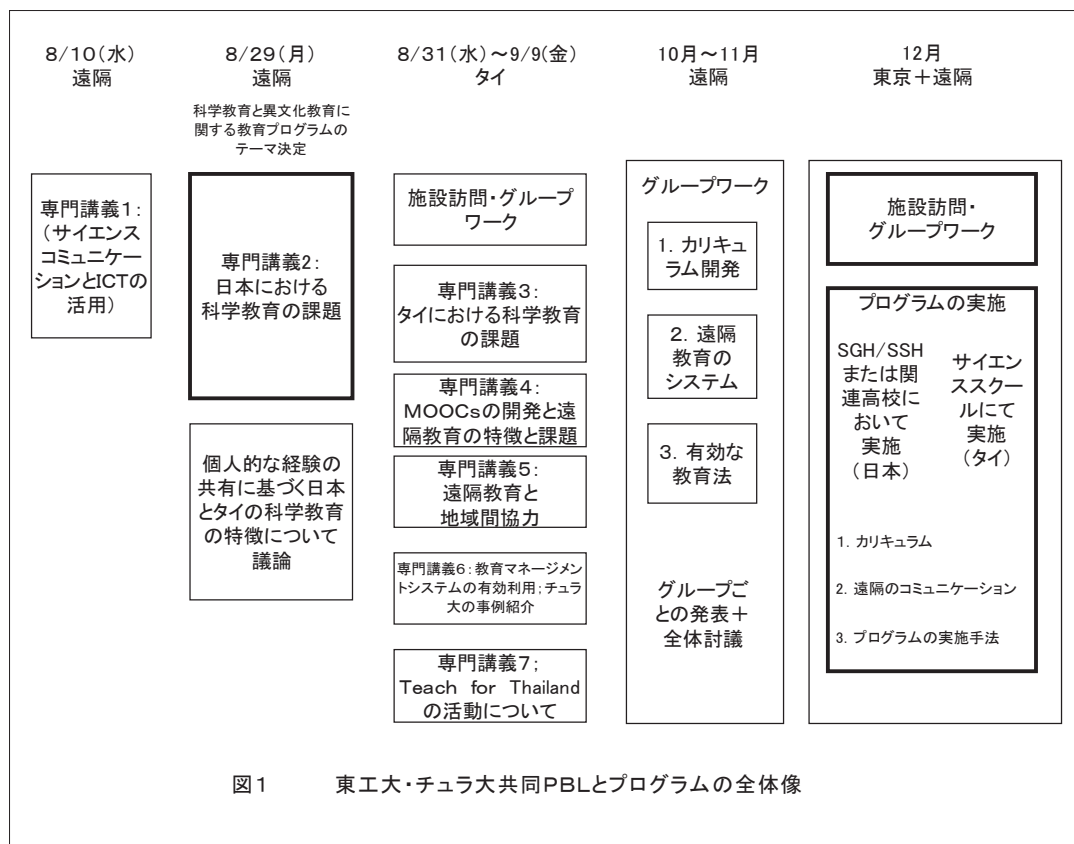 8/10(水)
遠隔
8/29(月)
遠隔
科学教育と異文化教育に
関する教育プログラムの
テーマ決定
8/31(水)～9/9(金)
タイ
10月～11月
遠隔
12月
東京＋遠隔
専門講義1:
(サイエンス
コミュニケー
ションとICTの
活用)
専門講義2:
日本における
科学教育の課題
個人的な経験の
共有に基づく日本
とタイの科学教育
の特徴について
議論
施設訪問・グループ
ワーク
専門講義3:
タイにおける科学教育
の課題
専門講義4:
MOOCsの開発と遠
隔教育の特徴と課題
専門講義5:
遠隔教育と
地域間協力
専門講義6:教育マネージメン
トシステムの有効利用;チュラ
大の事例紹介
専門講義7;
Teach for Thailand
の活動について
グループワーク
1. カリキュ
ラム開発
2. 遠隔
教育の
システム
3. 有効な
教育法
グループご
との発表＋
全体討議
施設訪問・
グループワーク
プログラムの実施
SGH/SSH
または関
連高校に
おいて
実施
(日本)
サイエン
ススクー
ルにて
実施
(タイ)
1. カリキュラム
2. 遠隔のコミュニケーション
3. プログラムの実施手法
図1 東工大・チュラ大共同PBLとプログラムの全体像